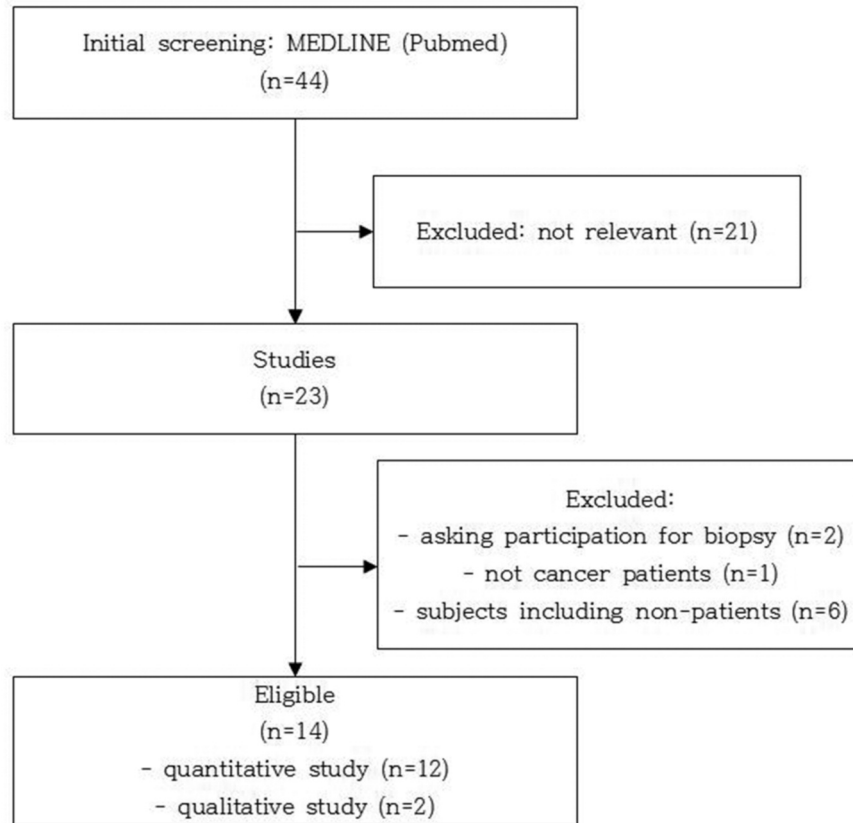 Initial screening: MEDLINE (Pubmed)
(n=44)
Excluded: not relevant (n=21)
Studies
(n=23)
Excluded:
- asking participation for biopsy (n=2)
- not cancer patients (n=1)
- subjects including non-patients (n=6)
Eligible
(n=14)
- quantitative study (n=12)
- qualitative study (n=2)